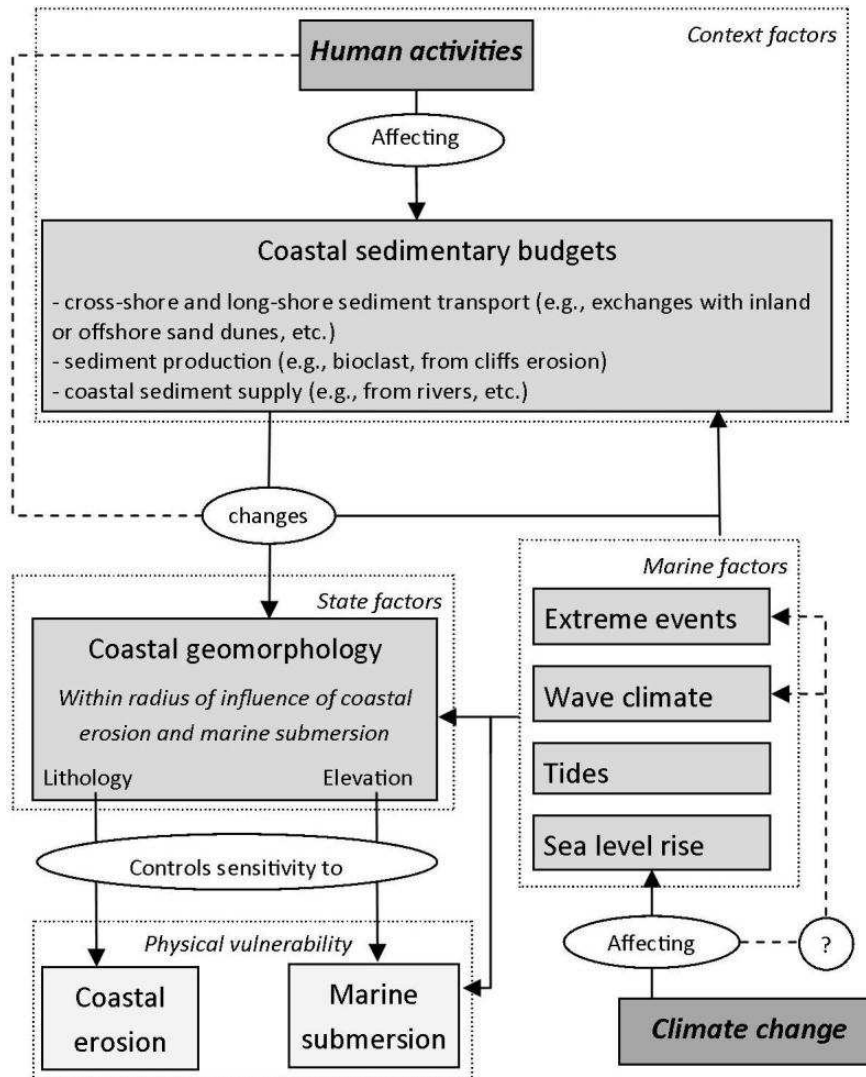 Context factors
Human activities
Affecting
Coastal sedimentary budgets
- cross-shore and long-shore sediment transport (e.g., exchanges with inland
or offshore sand dunes, etc.)
- sediment production (e.g., bioclast, from cliffs erosion)
- coastal sediment supply (e.g., from rivers, etc.)
changes
State factors
Coastal geomorphology
Within radius of influence of coastal
erosion and marine submersion
Lithology
Elevation
Controls sensitivity to
Physical vulnerability
Coastal
erosion
Marine
submersion
Marine factors
Extreme events
Wave climate
Tides
Sea level rise
Affecting
?
Climate change